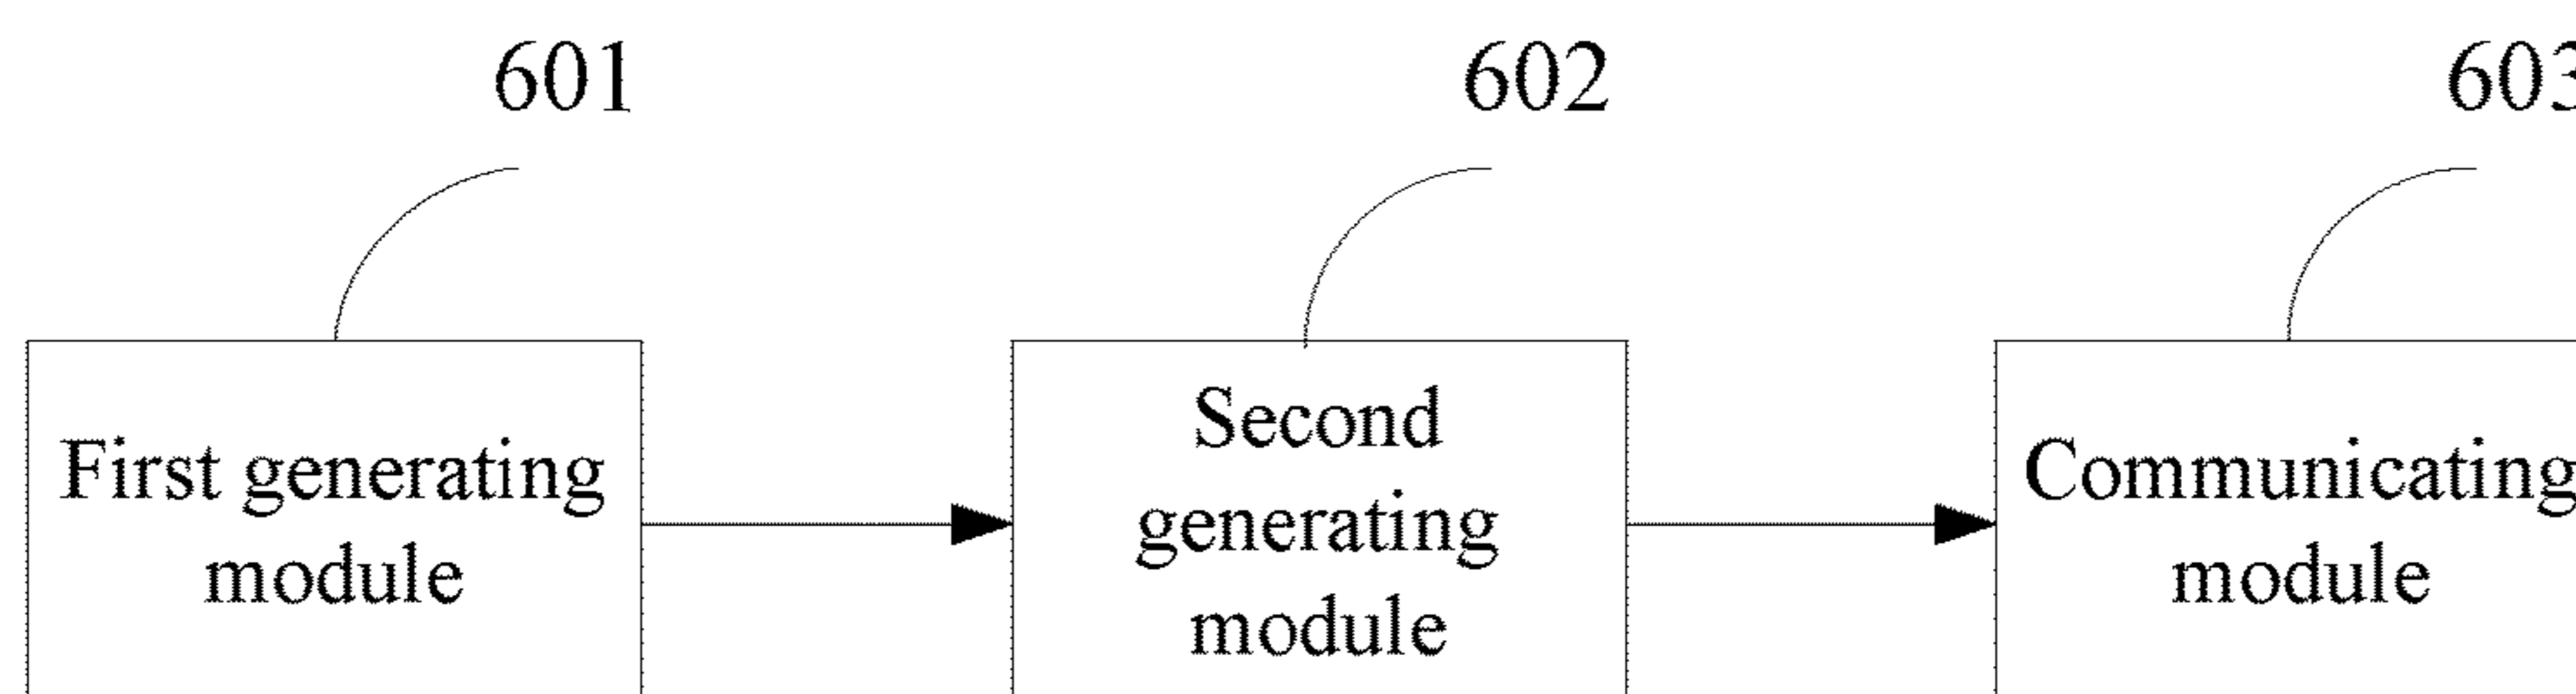 601
602
603
First generating
module
Second
generating
module
Communicating
module